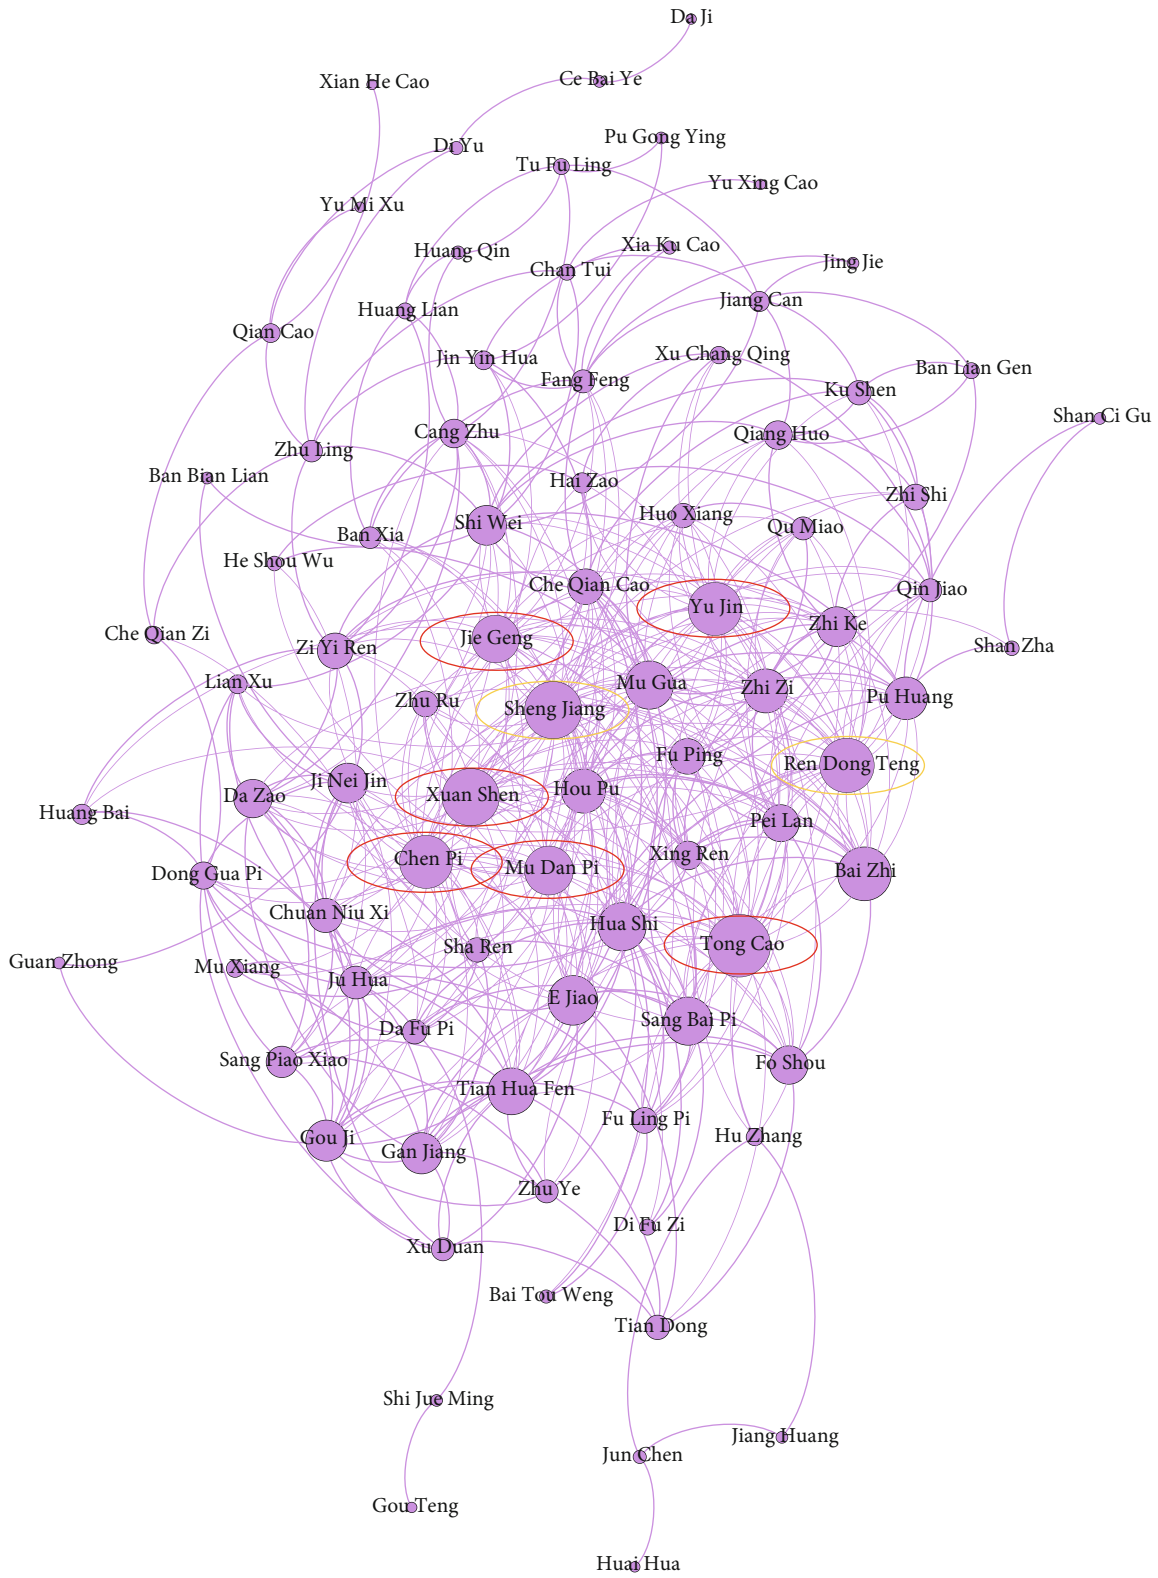 Da Ji
Ce Bai Ye
Xian He Cao
Pu Gong Ying
Di Yu
Tu Fu Ling
Yu Xing Cao
Yu Mi Xu
Xia Ku Cao
Huang Qin
Jing Jie
Chan Tui
Jiang Can
Huang Lian
Qian Cao
Xu Chang Qing
Jin Yin Hua
Ban Lian Gen
Fang Feng
Ku Shen
Shan Ci Gu
Cang Zhu
Qiang Huo
Zhu Ling
Ban Bian Lian
Hai Zao
Zhi Shi
Huo Xiang
Shi Wei
Qu Miao
Ban Xia
He Shou Wu
Che Qian Cao
Qin Jiao
Yu Jin
Zhi Ke
Che Qian Zi
Jie Geng
Zi Yi Ren
Shan Zha
Lian Xu
Mu Gua
Zhi Zi
Pu Huang
Zhu Ru
Sheng Jiang
Fu Ping
Ren Dong Teng
Ji Nei Jin
Da Zao
Xuan Shen
Hou Pu
Huang Bai
Pei Lan
Xing Ren
Chen Pi
Mu Dan Pi
Bai Zhi
Dong Gua Pi
Chuan Niu Xi
Hua Shi
Tong Cao
Sha Ren
Guan Zhong
Mu Xiang
Ju Hua
E Jiao
Sang Bai Pi
Da Fu Pi
Sang Piao Xiao
Fo Shou
Tian Hua Fen
Fu Ling Pi
Hu Zhang
Gou Ji
Gan Jiang
Zhu Ye
Di Fu Zi
Xu Duan
Bai Tou Weng
Tian Dong
Shi Jue Ming
Jiang Huang
Jun Chen
Gou Teng
Huai Hua